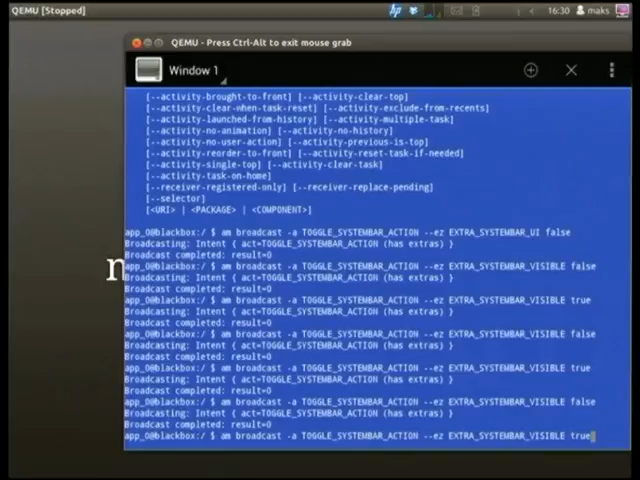 QEMU [Stopped]
16:30 maks
QEMU - Press Ctrl-Alt to exit mouse grab
Window 1
[--activity-brought-to-front] [--activity-clear-top]
[--activity-clear-when-task-reset] [--activity-exclude-from-recents]
[--activity-launched-from-history] [--activity-multiple-task]
[--activity-no-animation] [--activity-no-history]
[--activity-no-user-action] [--activity-previous-is-top]
[--activity-reorder-to-front] [--activity-reset-task-if-needed]
[--activity-single-top] [--activity-clear-task]
[--activity-task-on-home]
[--receiver-registered-only] [--receiver-replace-pending]
[--selector]
[<URI> | <PACKAGE> | <COMPONENT>]
app_0@blackbox:/ $ am broadcast -a TOGGLE_SYSTEMBAR_ACTION --ez EXTRA_SYSTEMBAR_UI false
Broadcasting: Intent { act=TOGGLE_SYSTEMBAR_ACTION (has extras) }
Broadcast completed: result=0
app_0@blackbox:/ $ am broadcast -a TOGGLE_SYSTEMBAR_ACTION --ez EXTRA_SYSTEMBAR_VISIBLE false
Broadcasting: Intent { act=TOGGLE_SYSTEMBAR_ACTION (has extras) }
Broadcast completed: result=0
app_0@blackbox:/ $ am broadcast -a TOGGLE_SYSTEMBAR_ACTION --ez EXTRA_SYSTEMBAR_VISIBLE true
Broadcasting: Intent { act=TOGGLE_SYSTEMBAR_ACTION (has extras) }
Broadcast completed: result=0
app_0@blackbox:/ $ am broadcast -a TOGGLE_SYSTEMBAR_ACTION --ez EXTRA_SYSTEMBAR_VISIBLE false
Broadcasting: Intent { act=TOGGLE_SYSTEMBAR_ACTION (has extras) }
Broadcast completed: result=0
app_0@blackbox:/ $ am broadcast -a TOGGLE_SYSTEMBAR_ACTION --ez EXTRA_SYSTEMBAR_VISIBLE true
Broadcasting: Intent { act=TOGGLE_SYSTEMBAR_ACTION (has extras) }
Broadcast completed: result=0
app_0@blackbox:/ $ am broadcast -a TOGGLE_SYSTEMBAR_ACTION --ez EXTRA_SYSTEMBAR_VISIBLE false
Broadcasting: Intent { act=TOGGLE_SYSTEMBAR_ACTION (has extras) }
Broadcast completed: result=0
app_0@blackbox:/ $ am broadcast -a TOGGLE_SYSTEMBAR_ACTION --ez EXTRA_SYSTEMBAR_VISIBLE true